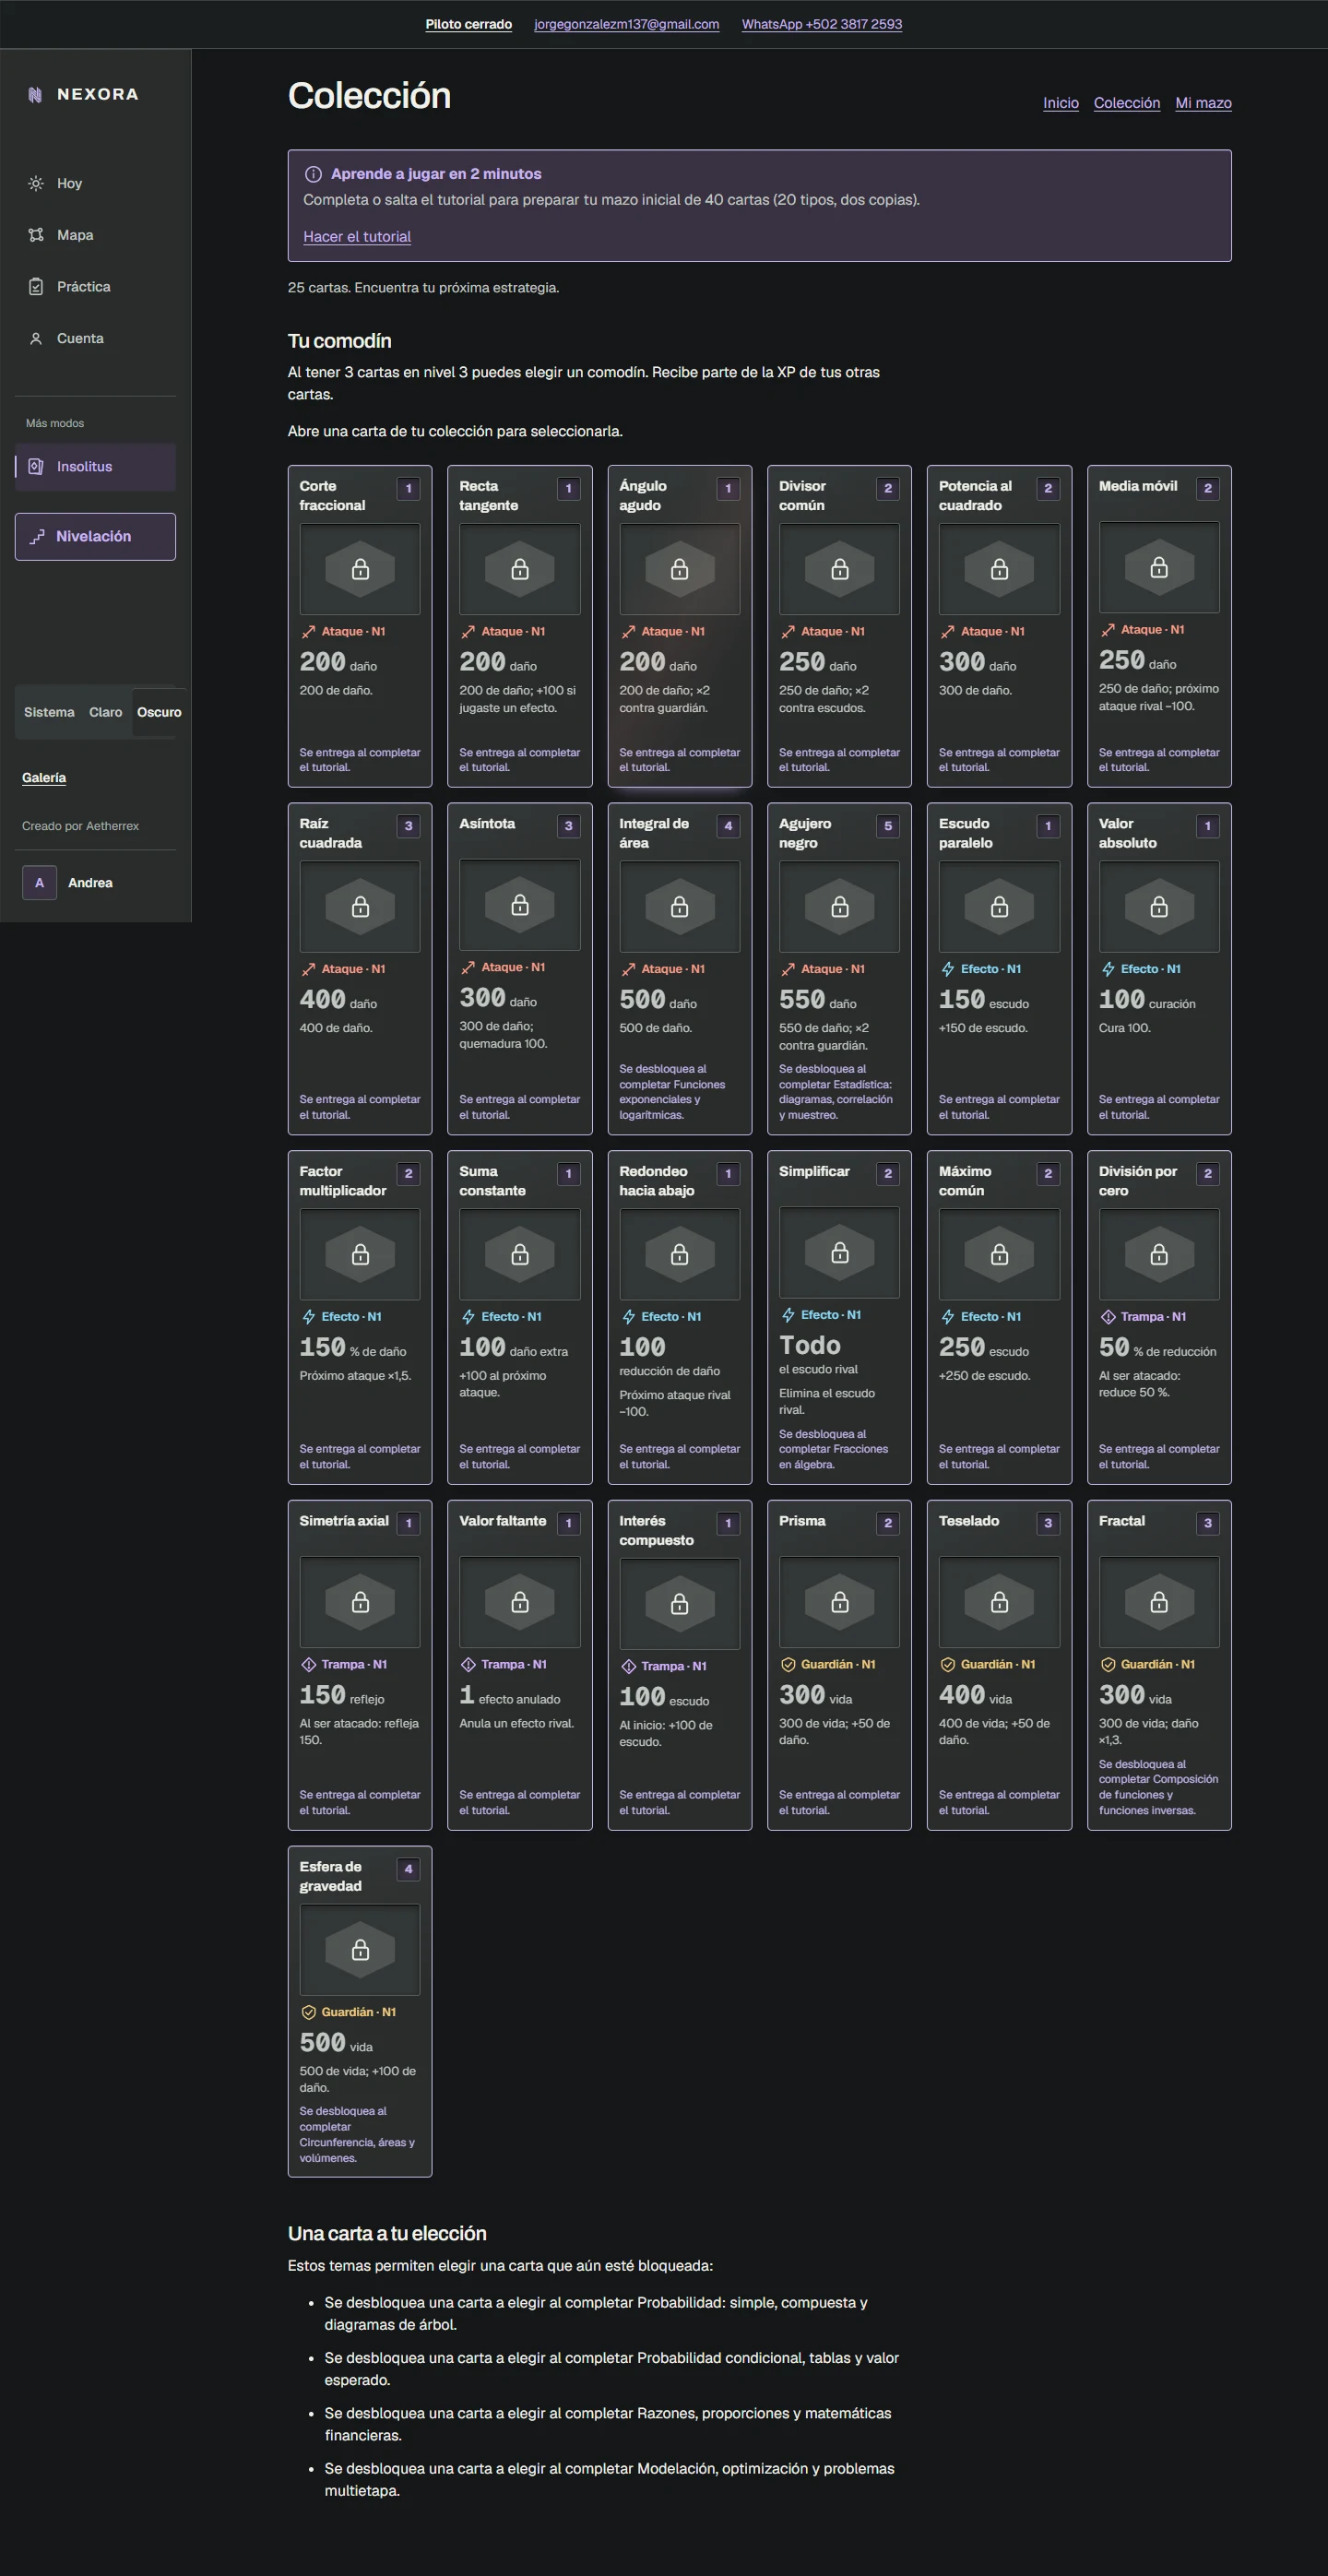 Piloto cerrado jorgegonzalezm137@gmail.com WhatsApp +502 3817 2593
NEXORA
Hoy
Mapa
Práctica
Cuenta
Más modos
Insolitus
Nivelación
Sistema Claro Oscuro
Galería
Creado por Aetherrex
A Andrea
Colección
Inicio Colección Mi mazo
Aprende a jugar en 2 minutos
Completa o salta el tutorial para preparar tu mazo inicial de 40 cartas (20 tipos, dos copias).
Hacer el tutorial
25 cartas. Encuentra tu próxima estrategia.
Tu comodín
Al tener 3 cartas en nivel 3 puedes elegir un comodín. Recibe parte de la XP de tus otras
cartas.
Abre una carta de tu colección para seleccionarla.
Corte
fraccional
1
Ataque · N1
200 daño
200 de daño.
Se entrega al completar
el tutorial.
Recta
tangente
1
Ataque · N1
200 daño
200 de daño; +100 si
jugaste un efecto.
Se entrega al completar
el tutorial.
Ángulo
agudo
1
Ataque · N1
200 daño
200 de daño; ×2
contra guardián.
Se entrega al completar
el tutorial.
Divisor
común
2
Ataque · N1
250 daño
250 de daño; ×2
contra escudos.
Se entrega al completar
el tutorial.
Potencia al
cuadrado
2
Ataque · N1
300 daño
300 de daño.
Se entrega al completar
el tutorial.
Media móvil
2
Ataque · N1
250 daño
250 de daño; próximo
ataque rival −100.
Se entrega al completar
el tutorial.
Raíz
cuadrada
3
Ataque · N1
400 daño
400 de daño.
Se entrega al completar
el tutorial.
Asíntota
3
Ataque · N1
300 daño
300 de daño;
quemadura 100.
Se entrega al completar
el tutorial.
Integral de
área
4
Ataque · N1
500 daño
500 de daño.
Se desbloquea al
completar Funciones
exponenciales y
logarítmicas.
Agujero
negro
5
Ataque · N1
550 daño
550 de daño; ×2
contra guardián.
Se desbloquea al
completar Estadística:
diagramas, correlación
y muestreo.
Escudo
paralelo
1
Efecto · N1
150 escudo
+150 de escudo.
Se entrega al completar
el tutorial.
Valor
absoluto
1
Efecto · N1
100 curación
Cura 100.
Se entrega al completar
el tutorial.
Factor
multiplicador
2
Efecto · N1
150 % de daño
Próximo ataque ×1,5.
Se entrega al completar
el tutorial.
Suma
constante
1
Efecto · N1
100 daño extra
+100 al próximo
ataque.
Se entrega al completar
el tutorial.
Redondeo
hacia abajo
1
Efecto · N1
100
reducción de daño
Próximo ataque rival
−100.
Se entrega al completar
el tutorial.
Simplificar
2
Efecto · N1
Todo
el escudo rival
Elimina el escudo
rival.
Se desbloquea al
completar Fracciones
en álgebra.
Máximo
común
2
Efecto · N1
250 escudo
+250 de escudo.
Se entrega al completar
el tutorial.
División por
cero
2
Trampa · N1
50 % de reducción
Al ser atacado:
reduce 50 %.
Se entrega al completar
el tutorial.
Simetría axial
1
Trampa · N1
150 reflejo
Al ser atacado: refleja
150.
Se entrega al completar
el tutorial.
Valor faltante
1
Trampa · N1
1 efecto anulado
Anula un efecto rival.
Se entrega al completar
el tutorial.
Interés
compuesto
1
Trampa · N1
100 escudo
Al inicio: +100 de
escudo.
Se entrega al completar
el tutorial.
Prisma
2
Guardián · N1
300 vida
300 de vida; +50 de
daño.
Se entrega al completar
el tutorial.
Teselado
3
Guardián · N1
400 vida
400 de vida; +50 de
daño.
Se entrega al completar
el tutorial.
Fractal
3
Guardián · N1
300 vida
300 de vida; daño
×1,3.
Se desbloquea al
completar Composición
de funciones y
funciones inversas.
Esfera de
gravedad
4
Guardián · N1
500 vida
500 de vida; +100 de
daño.
Se desbloquea al
completar
Circunferencia, áreas y
volúmenes.
Una carta a tu elección
Estos temas permiten elegir una carta que aún esté bloqueada:
• Se desbloquea una carta a elegir al completar Probabilidad: simple, compuesta y
diagramas de árbol.
• Se desbloquea una carta a elegir al completar Probabilidad condicional, tablas y valor
esperado.
• Se desbloquea una carta a elegir al completar Razones, proporciones y matemáticas
financieras.
• Se desbloquea una carta a elegir al completar Modelación, optimización y problemas
multietapa.